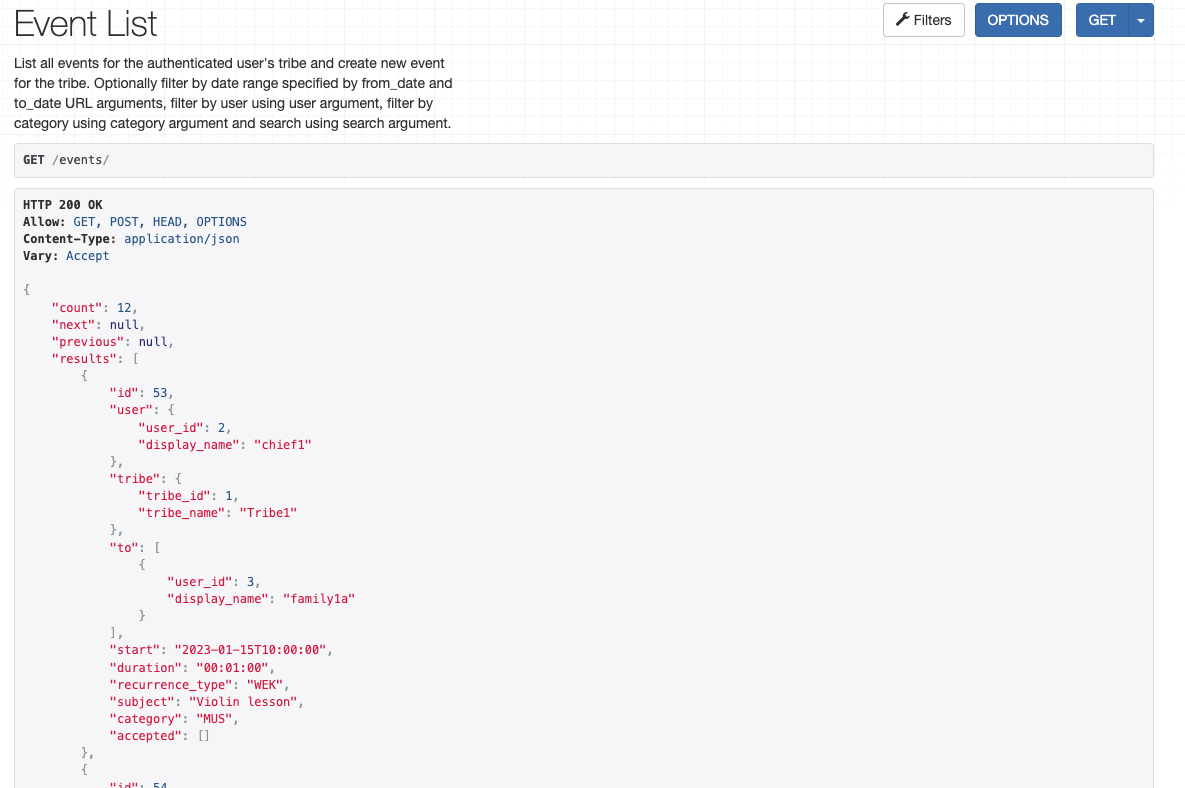 Event List
Filters
OPTIONS
GET
List all events for the authenticated user's tribe and create new event
for the tribe. Optionally filter by date range specified by from_date and
to_date URL arguments, filter by user using user argument, filter by
category using category argument and search using search argument.
GET /events/
HTTP 200 OK
Allow: GET, POST, HEAD, OPTIONS
Content-Type: application/json
Vary: Accept
{
    "count": 12,
    "next": null,
    "previous": null,
    "results": [
        {
            "id": 53,
            "user": {
                "user_id": 2,
                "display_name": "chief1"
            },
            "tribe": {
                "tribe_id": 1,
                "tribe_name": "Tribe1"
            },
            "to": [
                {
                    "user_id": 3,
                    "display_name": "family1a"
                }
            ],
            "start": "2023-01-15T10:00:00",
            "duration": "00:01:00",
            "recurrence_type": "WEK",
            "subject": "Violin lesson",
            "category": "MUS",
            "accepted": []
        },
        {
            "id": 54